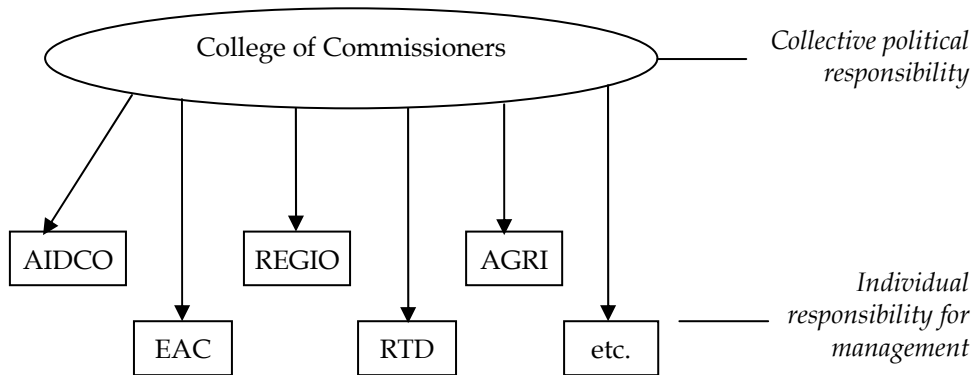 College of Commissioners
Collective political
responsibility
AIDCO
REGIO
AGRI
EAC
RTD
etc.
Individual
responsibility for
management